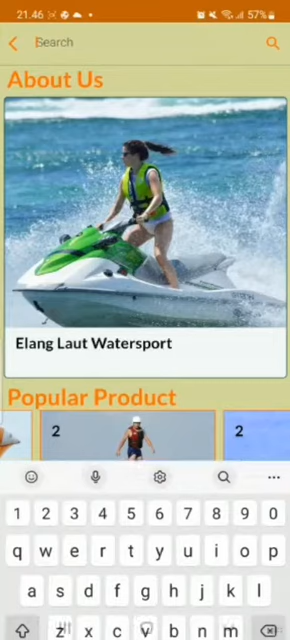 21.46
57%
Search
About Us
Elang Laut Watersport
Popular Product
2
2
1 2 3 4 5 6 7 8 9 0
q w e r t y u i o p
a s d f g h j k l
z x c v b n m